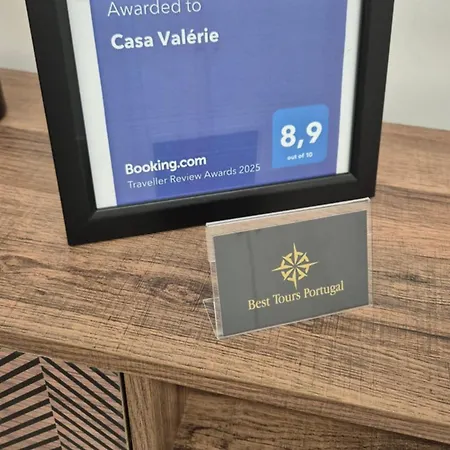 Awarded to
Casa Valérie
8,9
out of 10
Booking.com
Traveller Review Awards 2025
Best Tours Portugal